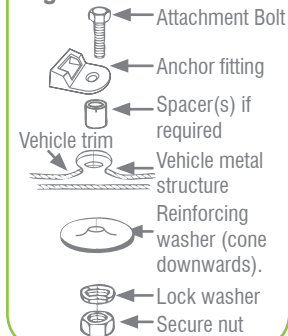 Attachment Bolt
Anchor fitting
Spacer(s) if
required
Vehicle trim
Vehicle metal
structure
Reinforcing
washer (cone
downwards).
Lock washer
Secure nut